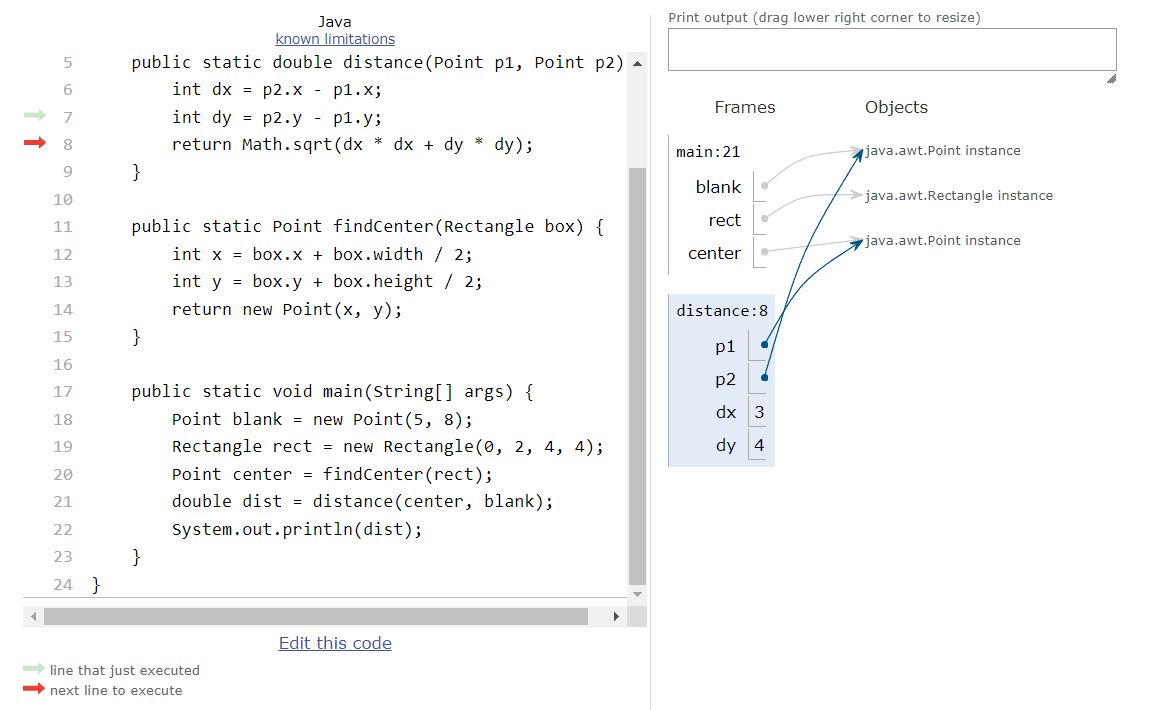 Java
known limitations
5     public static double distance(Point p1, Point p2)
6         int dx = p2.x - p1.x;
7         int dy = p2.y - p1.y;
8         return Math.sqrt(dx * dx + dy * dy);
9     }
10
11     public static Point findCenter(Rectangle box) {
12         int x = box.x + box.width / 2;
13         int y = box.y + box.height / 2;
14         return new Point(x, y);
15     }
16
17     public static void main(String[] args) {
18         Point blank = new Point(5, 8);
19         Rectangle rect = new Rectangle(0, 2, 4, 4);
20         Point center = findCenter(rect);
21         double dist = distance(center, blank);
22         System.out.println(dist);
23     }
24 }
Edit this code
line that just executed
next line to execute
Print output (drag lower right corner to resize)
Frames
Objects
main:21
blank
rect
center
java.awt.Point instance
java.awt.Rectangle instance
java.awt.Point instance
distance:8
p1
p2
dx 3
dy 4